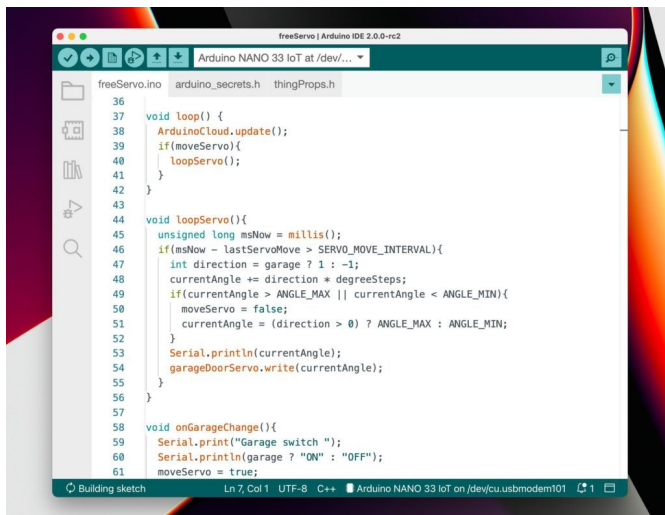 freeServo | Arduino IDE 2.0.0-rc2
Arduino NANO 33 IoT at /dev/...
freeServo.ino arduino_secrets.h thingProps.h
36
37 void loop() {
38 ArduinoCloud.update();
39 if(moveServo){
40 loopServo();
41 }
42 }
43
44 void loopServo(){
45 unsigned long msNow = millis();
46 if(msNow - lastServoMove > SERVO_MOVE_INTERVAL){
47 int direction = garage ? 1 : -1;
48 currentAngle += direction * degreeSteps;
49 if(currentAngle > ANGLE_MAX || currentAngle < ANGLE_MIN){
50 moveServo = false;
51 currentAngle = (direction > 0) ? ANGLE_MAX : ANGLE_MIN;
52 }
53 Serial.println(currentAngle);
54 garageDoorServo.write(currentAngle);
55 }
56 }
57
58 void onGarageChange(){
59 Serial.print("Garage switch ");
60 Serial.println(garage ? "ON" : "OFF");
61 moveServo = true;
Building sketch Ln 7, Col 1 UTF-8 C++ Arduino NANO 33 IoT on /dev/cu.usbmodem101 1